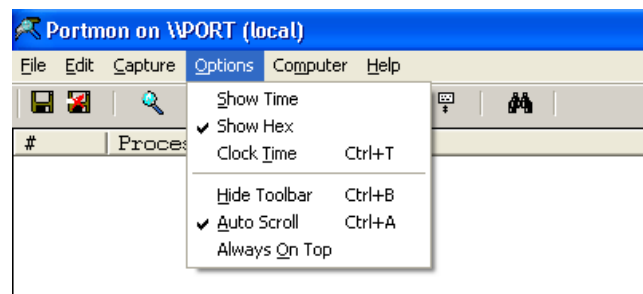 Portmon on \\PORT (local)
File Edit Capture Options Computer Help
Show Time
Show Hex
# Proces
Clock Time Ctrl+T
Hide Toolbar Ctrl+B
Auto Scroll Ctrl+A
Always On Top